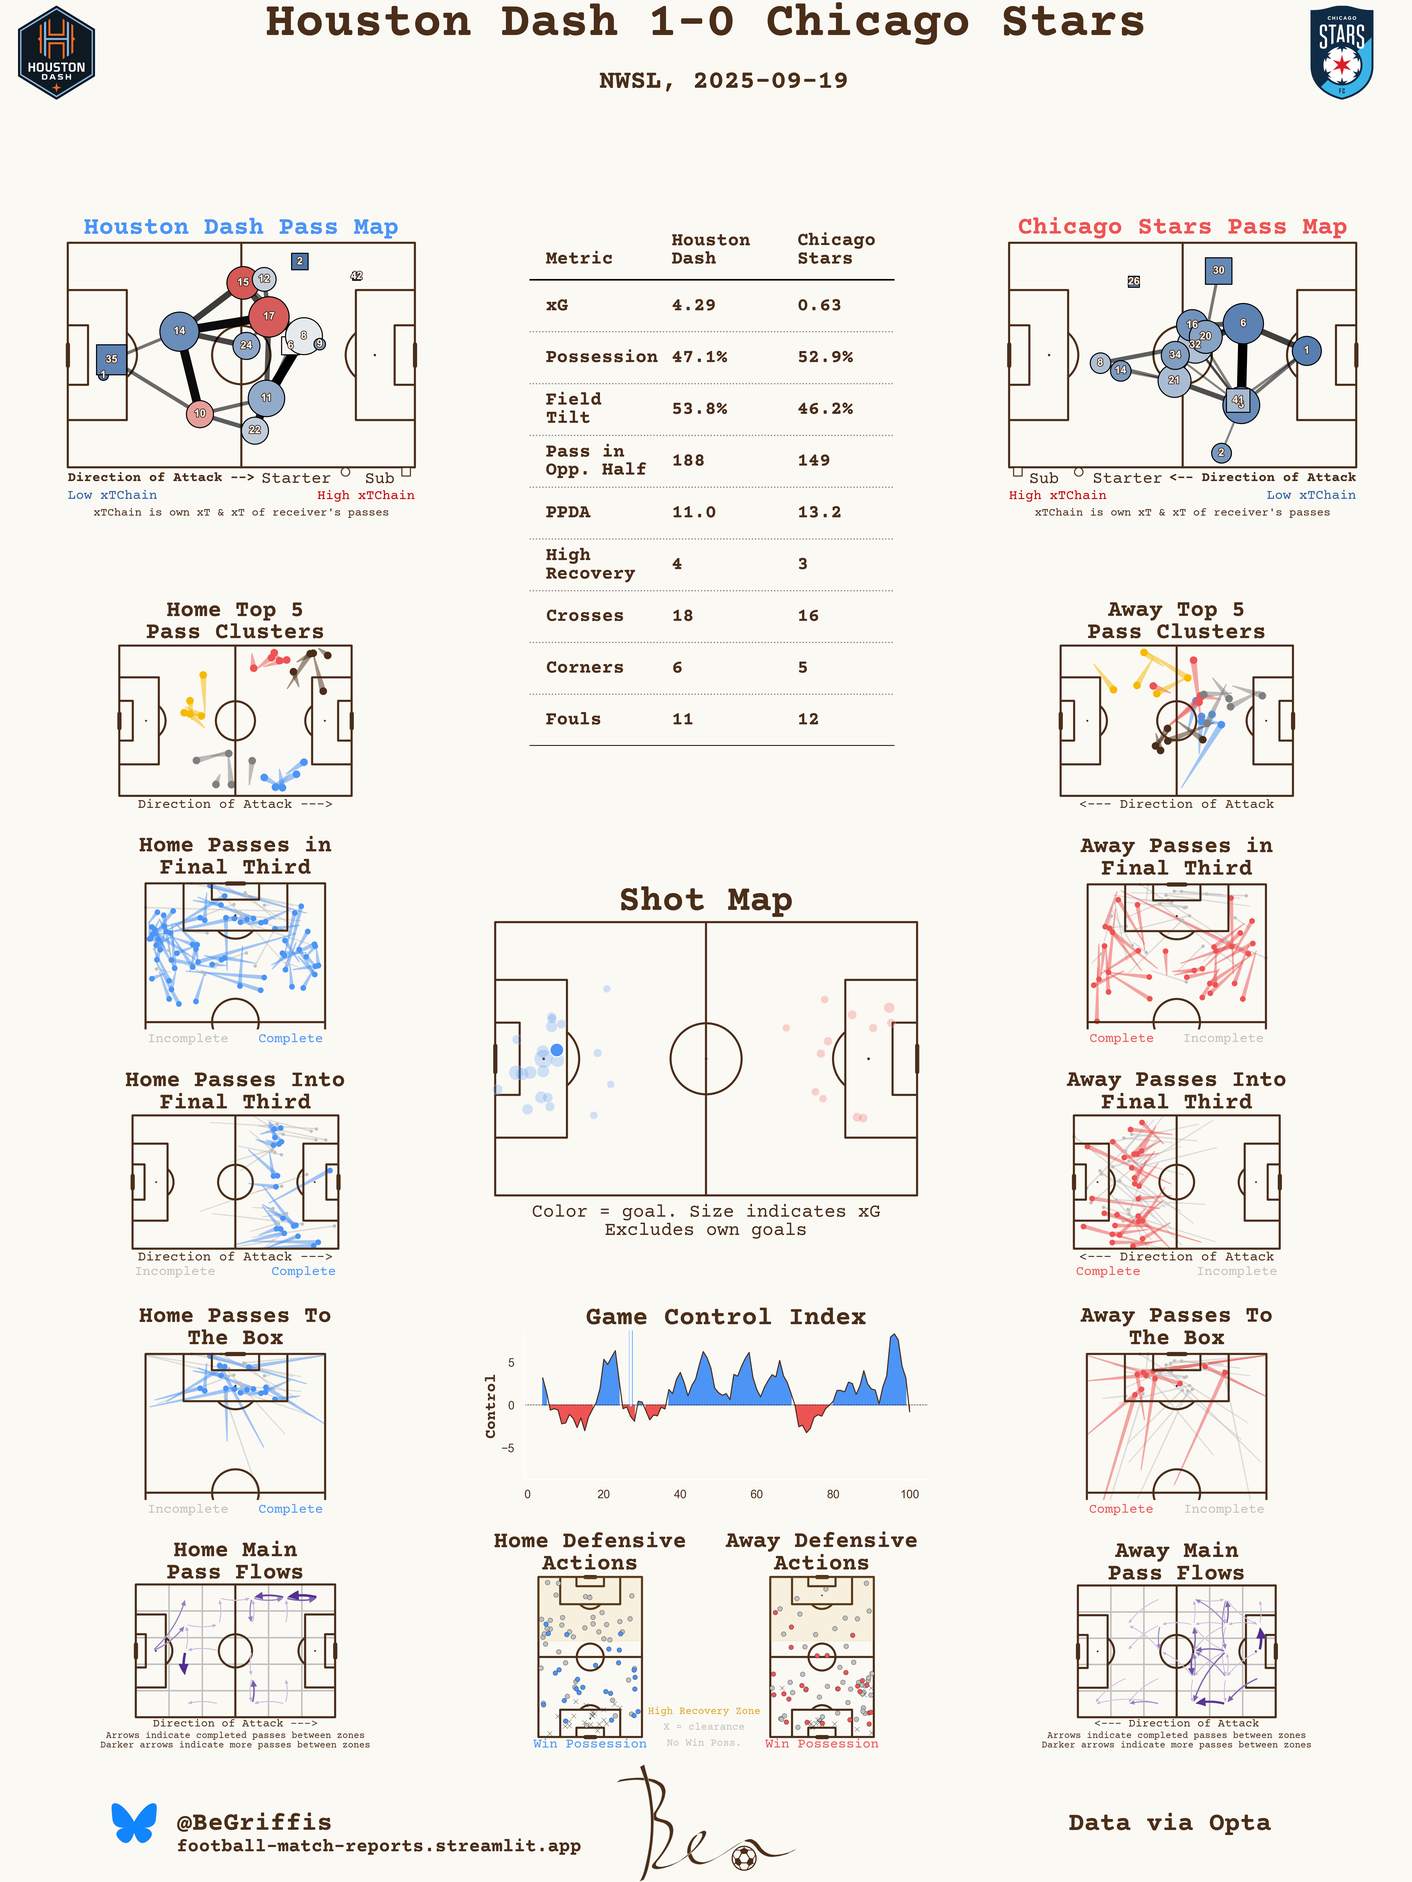 Houston Dash 1-0 Chicago Stars
NWSL, 2025-09-19
HOUSTON
DASH
CHICAGO
STARS
FC
Houston Dash Pass Map
2
42
15
12
17
14
8
6
9
24
35
1
11
10
22
Direction of Attack --> Starter Sub
Low xTChain High xTChain
xTChain is own xT & xT of receiver's passes
Metric Houston Dash Chicago Stars
xG 4.29 0.63
Possession 47.1% 52.9%
Field Tilt 53.8% 46.2%
Pass in Opp. Half 188 149
PPDA 11.0 13.2
High Recovery 4 3
Crosses 18 16
Corners 6 5
Fouls 11 12
Chicago Stars Pass Map
30
26
16
6
20
32
34
1
8
14
21
41
2
Sub Starter <-- Direction of Attack
High xTChain Low xTChain
xTChain is own xT & xT of receiver's passes
Home Top 5
Pass Clusters
Direction of Attack --->
Away Top 5
Pass Clusters
<--- Direction of Attack
Home Passes in
Final Third
Incomplete Complete
Away Passes in
Final Third
Complete Incomplete
Shot Map
Color = goal. Size indicates xG
Excludes own goals
Home Passes Into
Final Third
Direction of Attack --->
Incomplete Complete
Away Passes Into
Final Third
<--- Direction of Attack
Complete Incomplete
Home Passes To
The Box
Incomplete Complete
Game Control Index
Control
5
0
−5
0 20 40 60 80 100
Away Passes To
The Box
Complete Incomplete
Home Main
Pass Flows
Direction of Attack --->
Arrows indicate completed passes between zones
Darker arrows indicate more passes between zones
Home Defensive
Actions
Win Possession
Away Defensive
Actions
Win Possession
High Recovery Zone
X = clearance
No Win Poss.
Away Main
Pass Flows
<--- Direction of Attack
Arrows indicate completed passes between zones
Darker arrows indicate more passes between zones
@BeGriffis
football-match-reports.streamlit.app
Ben
Data via Opta